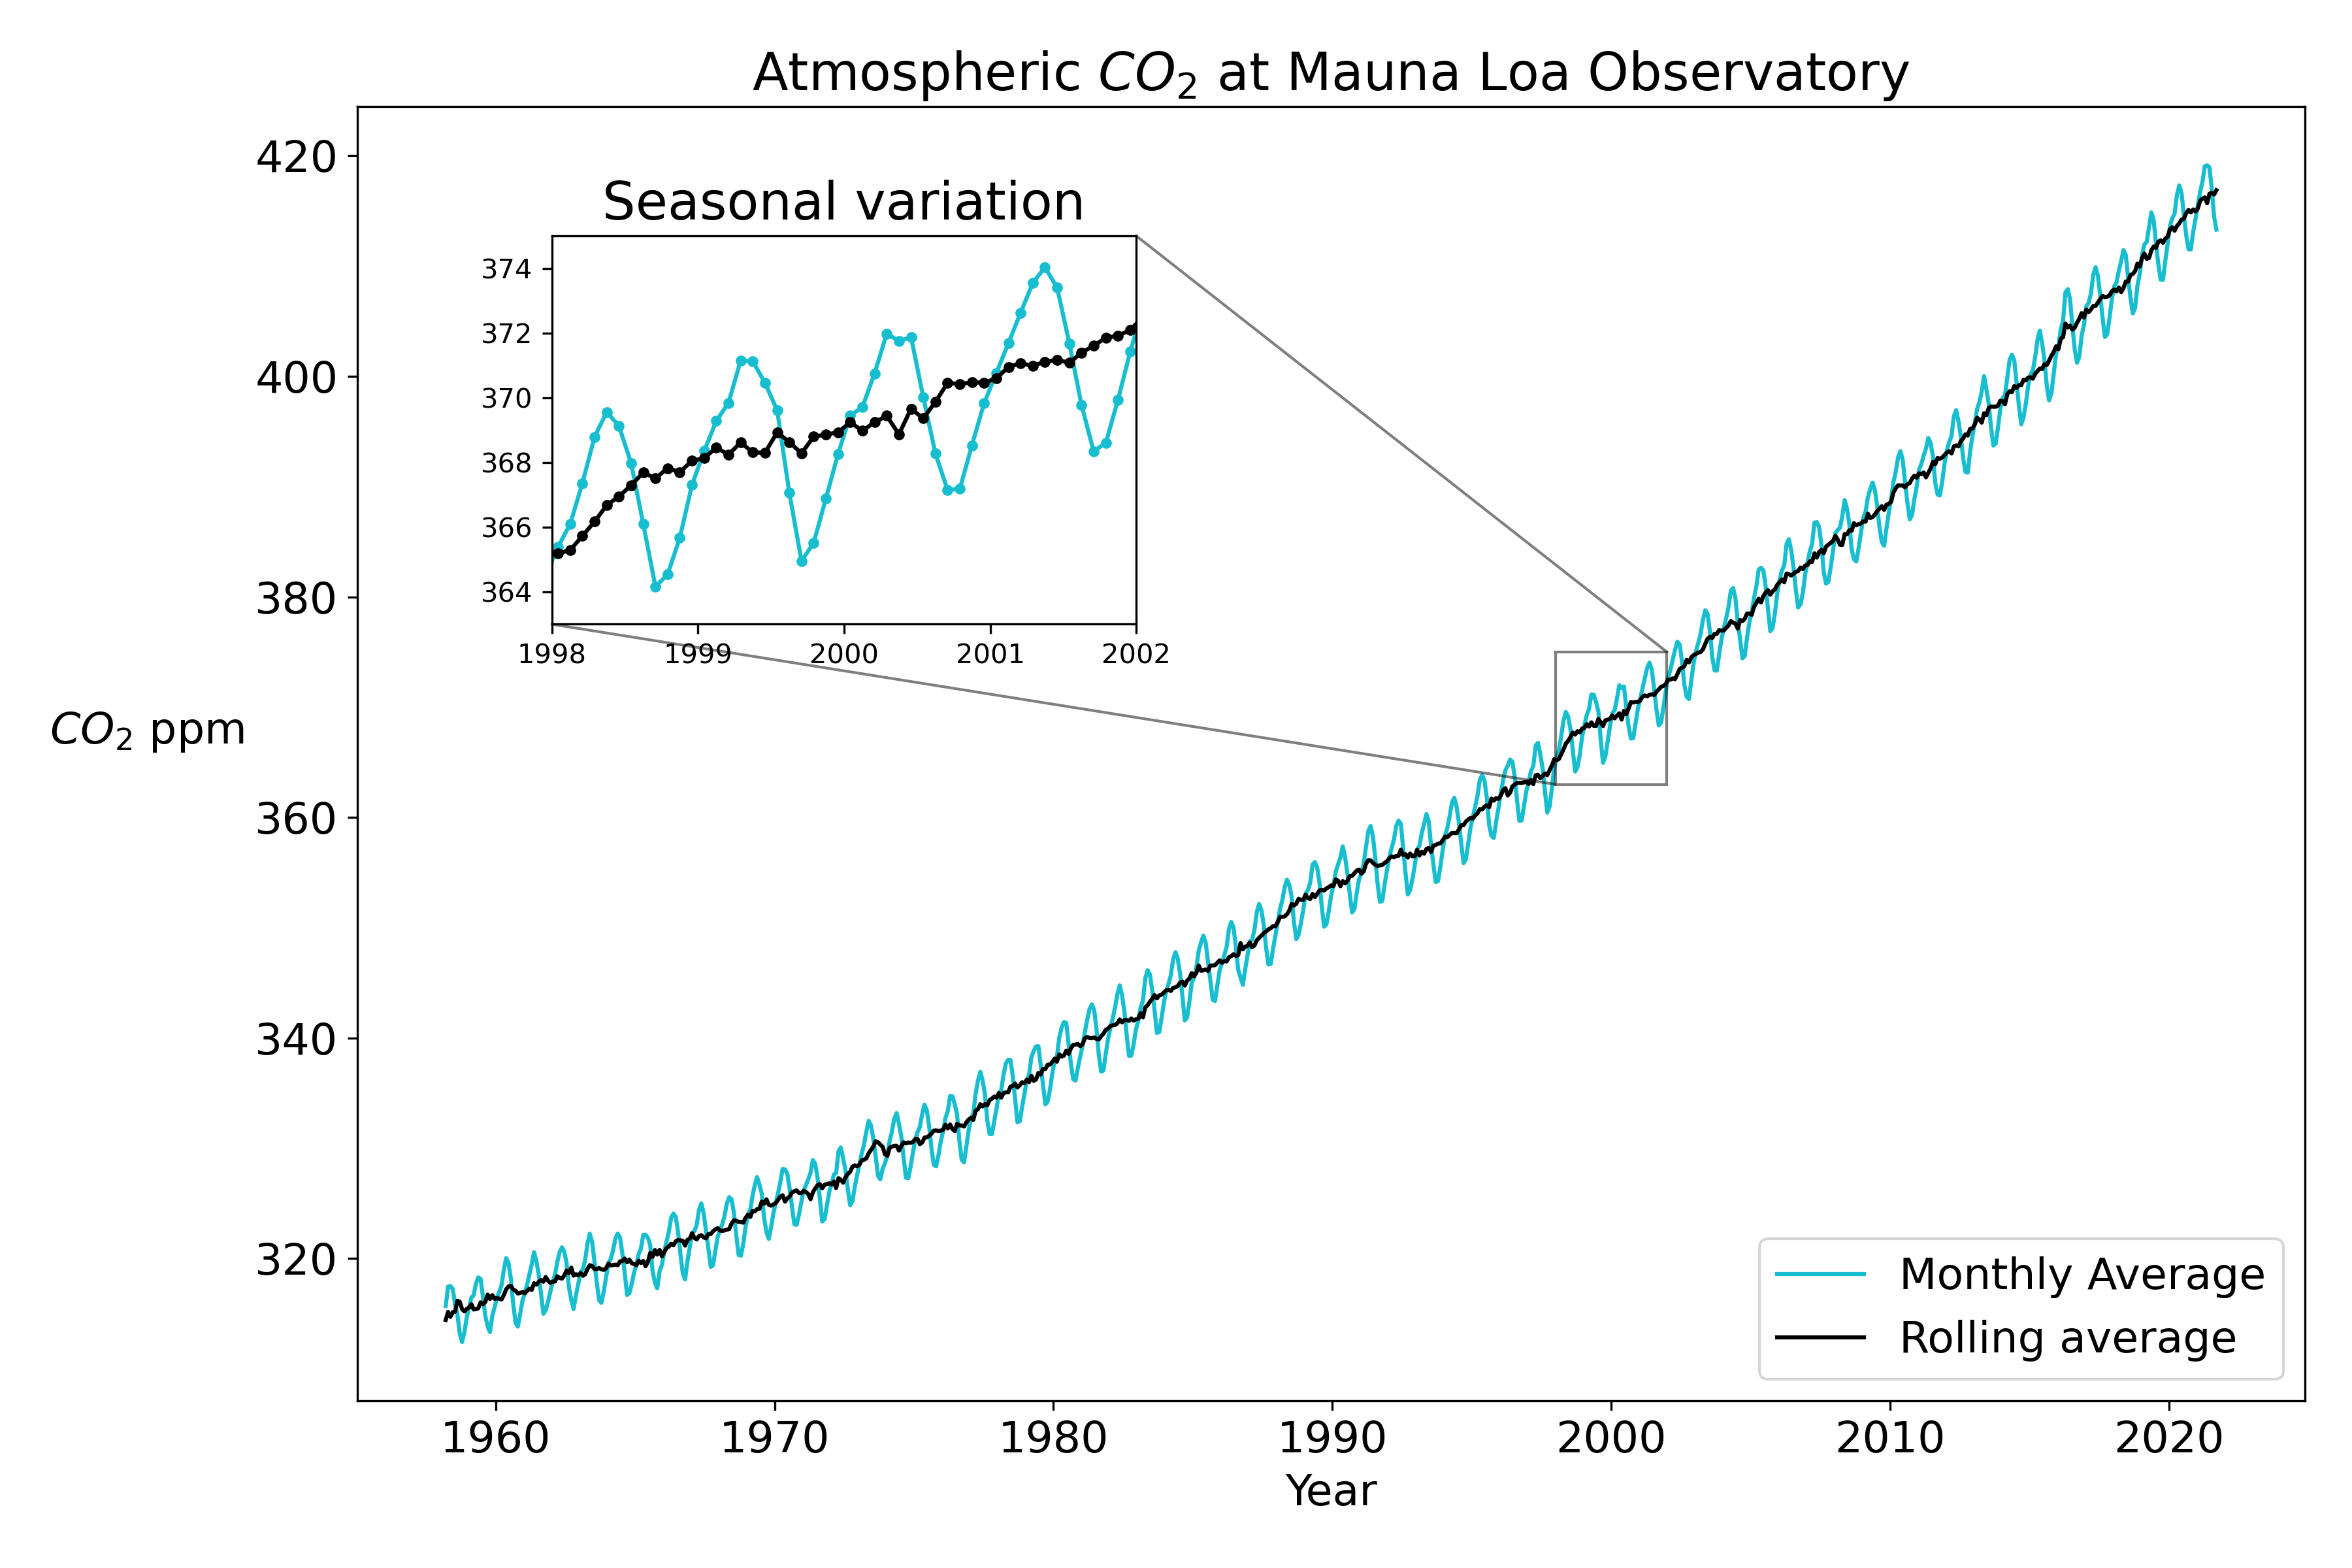 Atmospheric CO₂ at Mauna Loa Observatory
420
400
380
360
340
320
CO₂ ppm
Seasonal variation
374
372
370
368
366
364
1998 1999 2000 2001 2002
Monthly Average
Rolling average
1960 1970 1980 1990 2000 2010 2020
Year